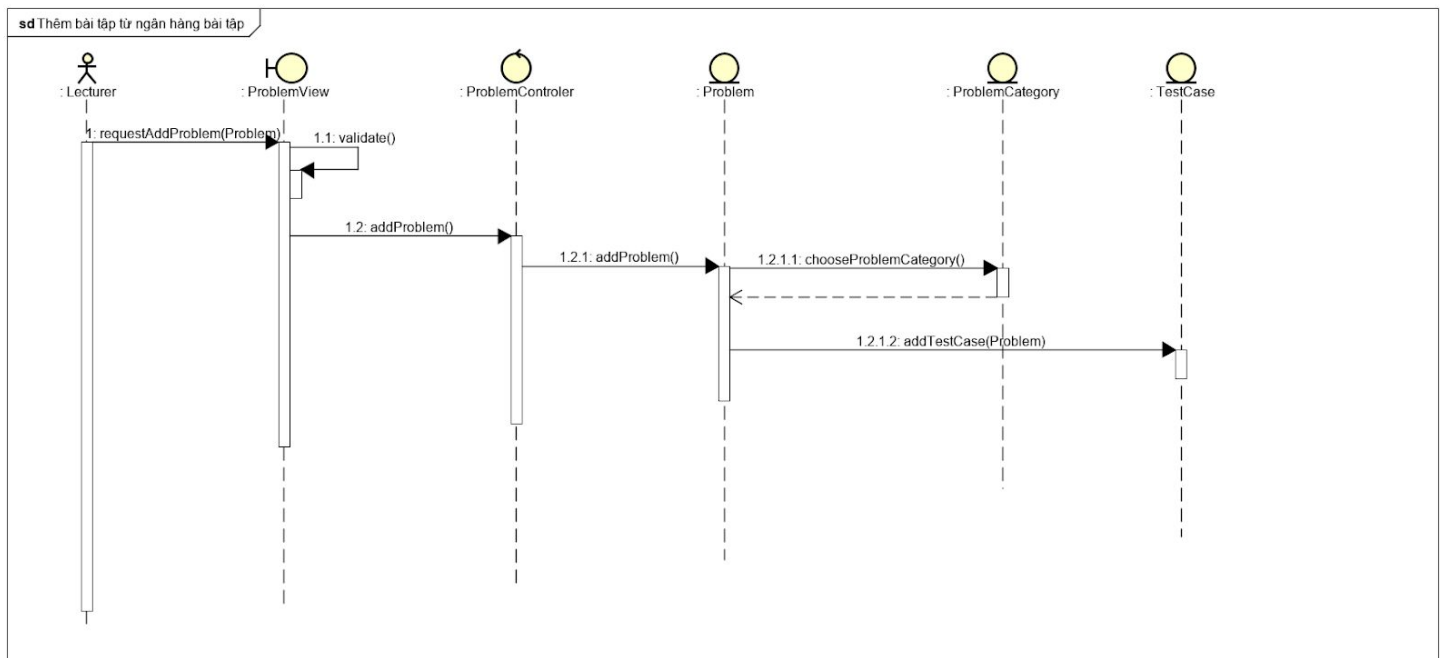 sd Thêm bài tập từ ngân hàng bài tập
: Lecturer
: ProblemView
: ProblemControler
: Problem
: ProblemCategory
: TestCase
1: requestAddProblem(Problem)
1.1: validate()
1.2: addProblem()
1.2.1: addProblem()
1.2.1.1: chooseProblemCategory()
1.2.1.2: addTestCase(Problem)